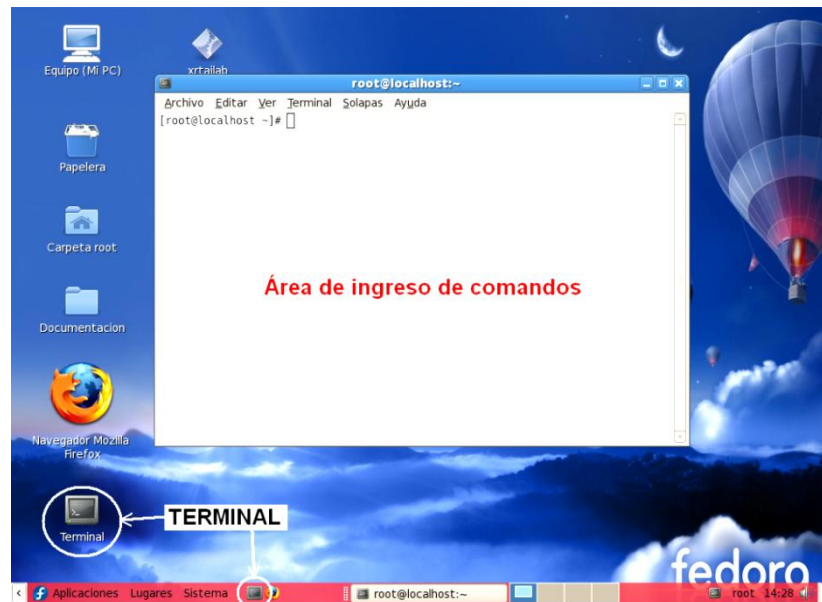 Equipo (Mi PC)
xrtailab
root@localhost:~
Archivo Editar Ver Terminal Solapas Ayuda
[root@localhost ~]#
Papelera
Carpeta root
Área de ingreso de comandos
Documentacion
Navegador Mozilla
Firefox
TERMINAL
Terminal
fedora
Aplicaciones Lugares Sistema
root@localhost:~
root 14:28